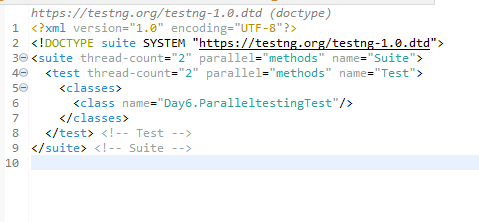 https://testng.org/testng-1.0.dtd (doctype)
1 <?xml version="1.0" encoding="UTF-8"?>
2 <!DOCTYPE suite SYSTEM "https://testng.org/testng-1.0.dtd">
3 <suite thread-count="2" parallel="methods" name="Suite">
4 <test thread-count="2" parallel="methods" name="Test">
5 <classes>
6 <class name="Day6.ParalleltestingTest"/>
7 </classes>
8 </test> <!-- Test -->
9 </suite> <!-- Suite -->
10